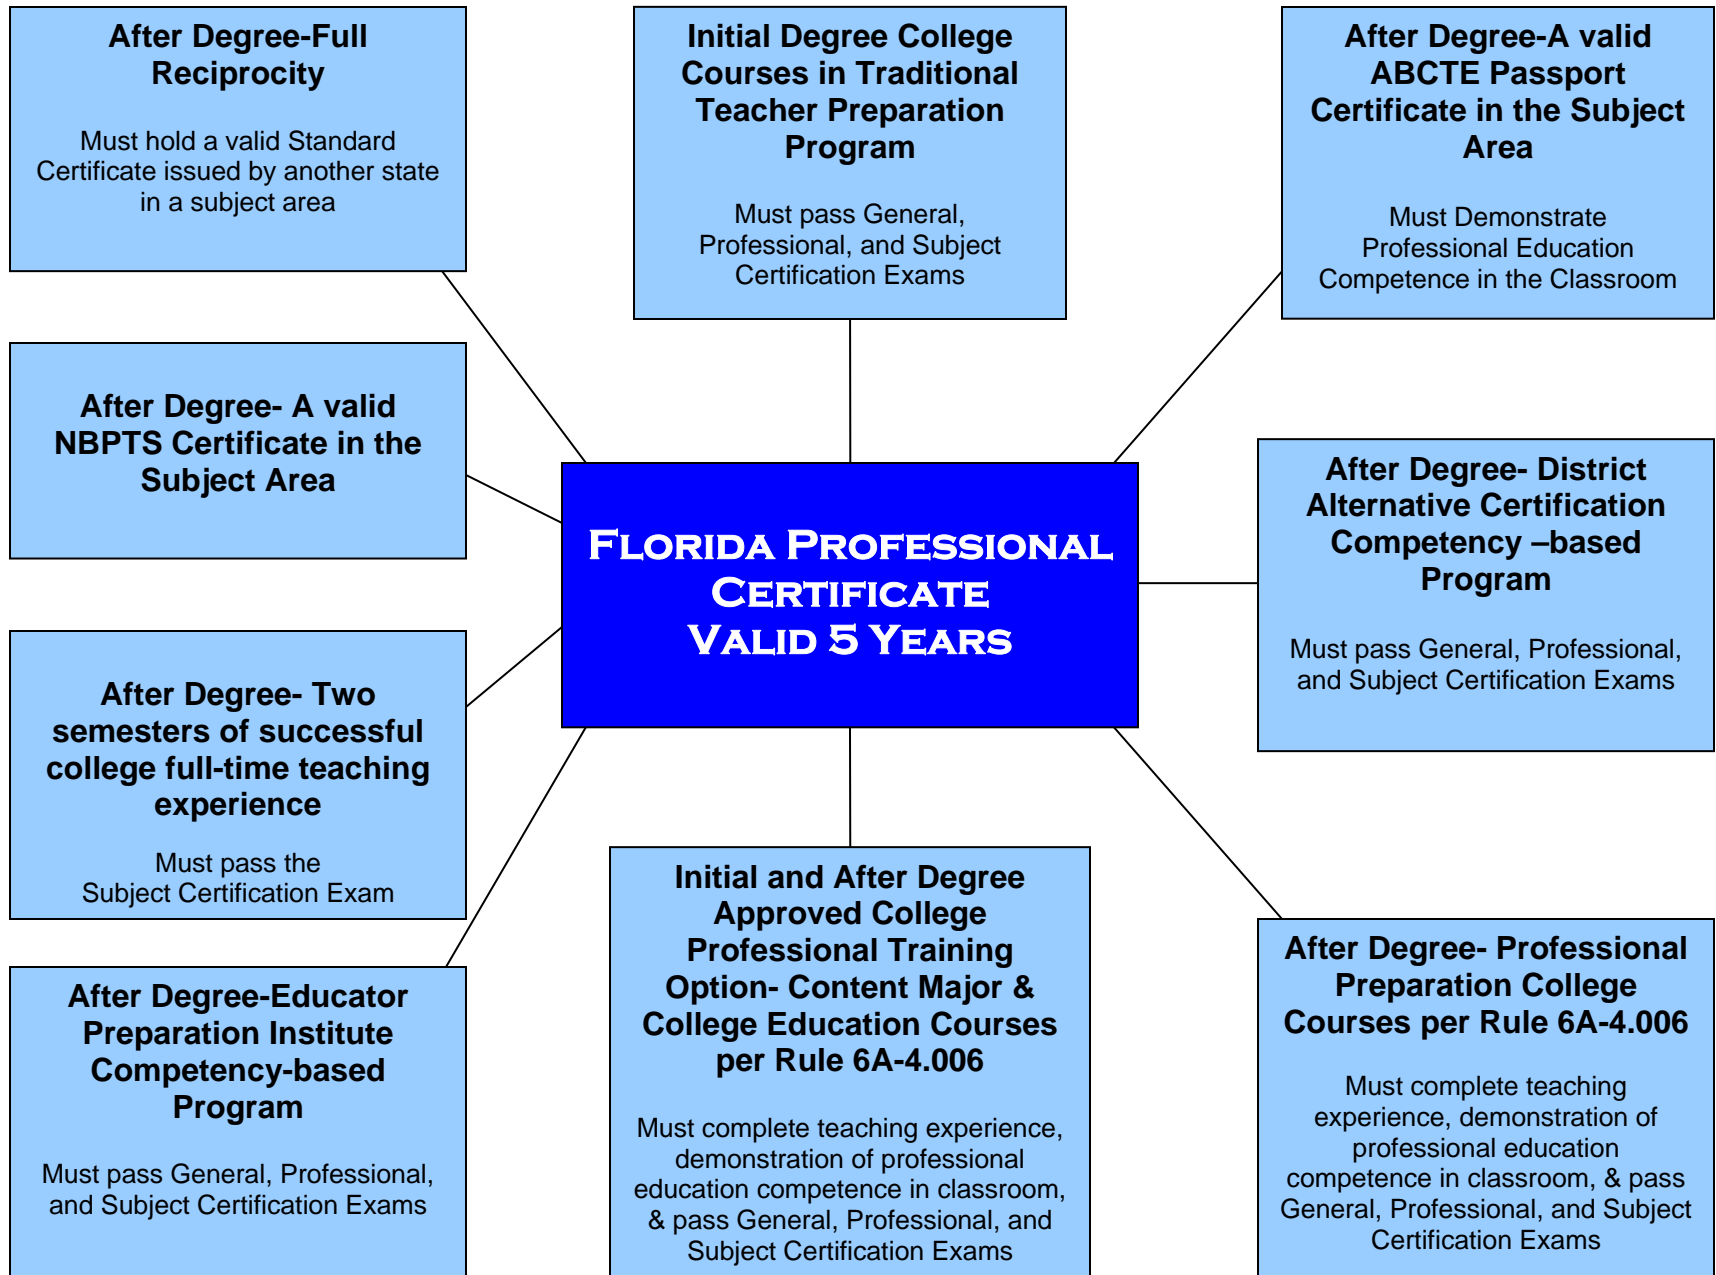 After Degree-Full
Reciprocity
Must hold a valid Standard
Certificate issued by another state
in a subject area
Initial Degree College
Courses in Traditional
Teacher Preparation
Program
Must pass General,
Professional, and Subject
Certification Exams
After Degree-A valid
ABCTE Passport
Certificate in the Subject
Area
Must Demonstrate
Professional Education
Competence in the Classroom
After Degree- A valid
NBPTS Certificate in the
Subject Area
FLORIDA PROFESSIONAL
CERTIFICATE
VALID 5 YEARS
After Degree- District
Alternative Certification
Competency –based
Program
Must pass General, Professional,
and Subject Certification Exams
After Degree- Two
semesters of successful
college full-time teaching
experience
Must pass the
Subject Certification Exam
After Degree-Educator
Preparation Institute
Competency-based
Program
Must pass General, Professional,
and Subject Certification Exams
Initial and After Degree
Approved College
Professional Training
Option- Content Major &
College Education Courses
per Rule 6A-4.006
Must complete teaching experience,
demonstration of professional
education competence in classroom,
& pass General, Professional, and
Subject Certification Exams
After Degree- Professional
Preparation College
Courses per Rule 6A-4.006
Must complete teaching
experience, demonstration of
professional education
competence in classroom, & pass
General, Professional, and Subject
Certification Exams